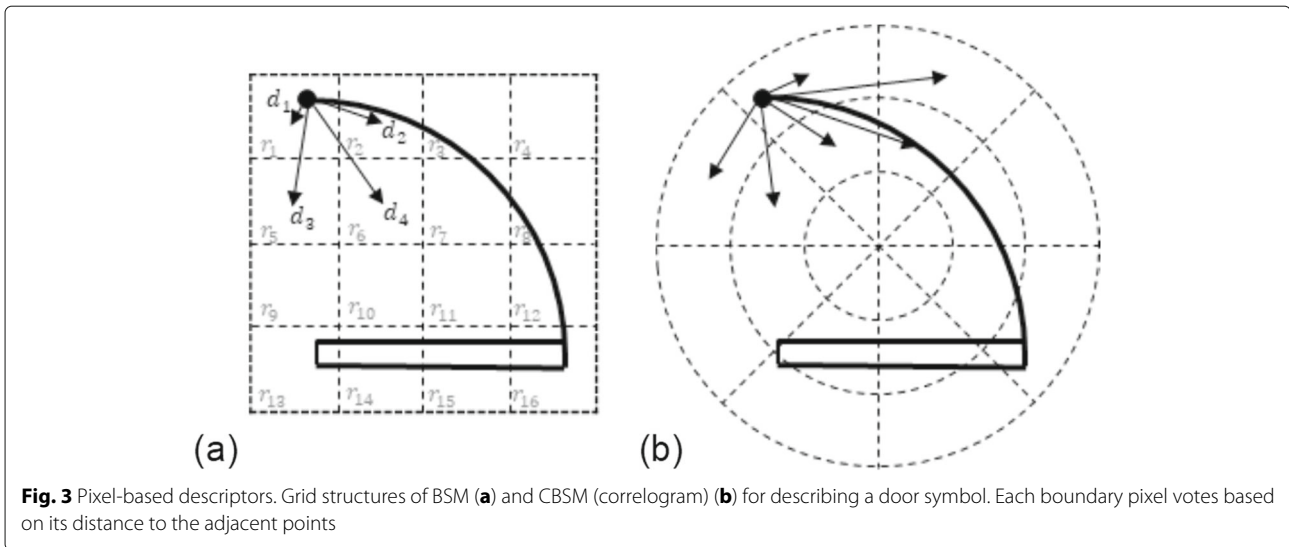 d₁
d₂
r₁ r₂ r₃ r₄
d₃ d₄
r₅ r₆ r₇ r₈
r₉ r₁₀ r₁₁ r₁₂
r₁₃ r₁₄ r₁₅ r₁₆
(a) (b)
Fig. 3 Pixel-based descriptors. Grid structures of BSM (a) and CBSM (correlogram) (b) for describing a door symbol. Each boundary pixel votes based
on its distance to the adjacent points